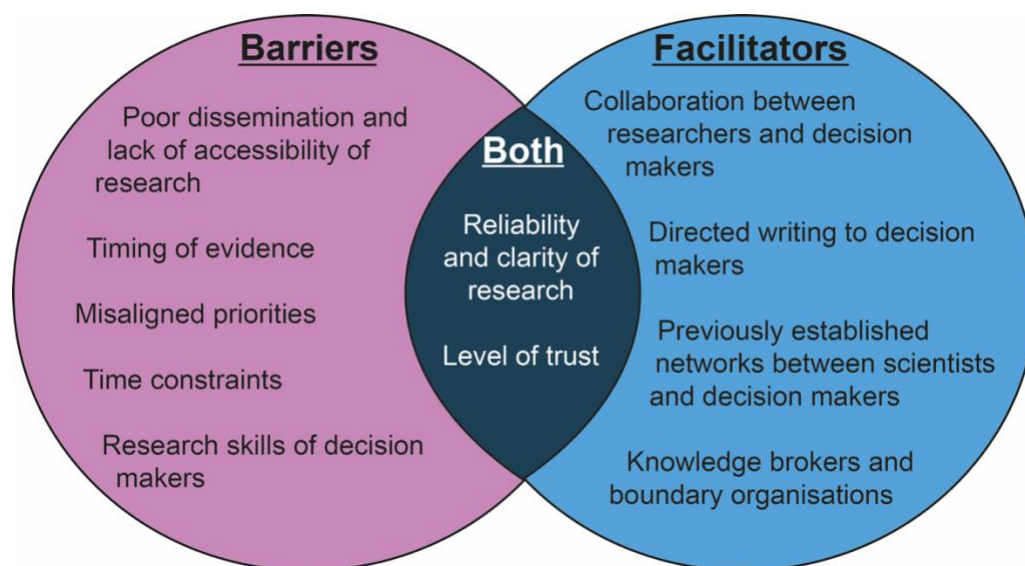 Barriers
Poor dissemination and
lack of accessibility of
research
Timing of evidence
Misaligned priorities
Time constraints
Research skills of decision
makers
Both
Reliability
and clarity of
research
Level of trust
Facilitators
Collaboration between
researchers and decision
makers
Directed writing to decision
makers
Previously established
networks between scientists
and decision makers
Knowledge brokers and
boundary organisations